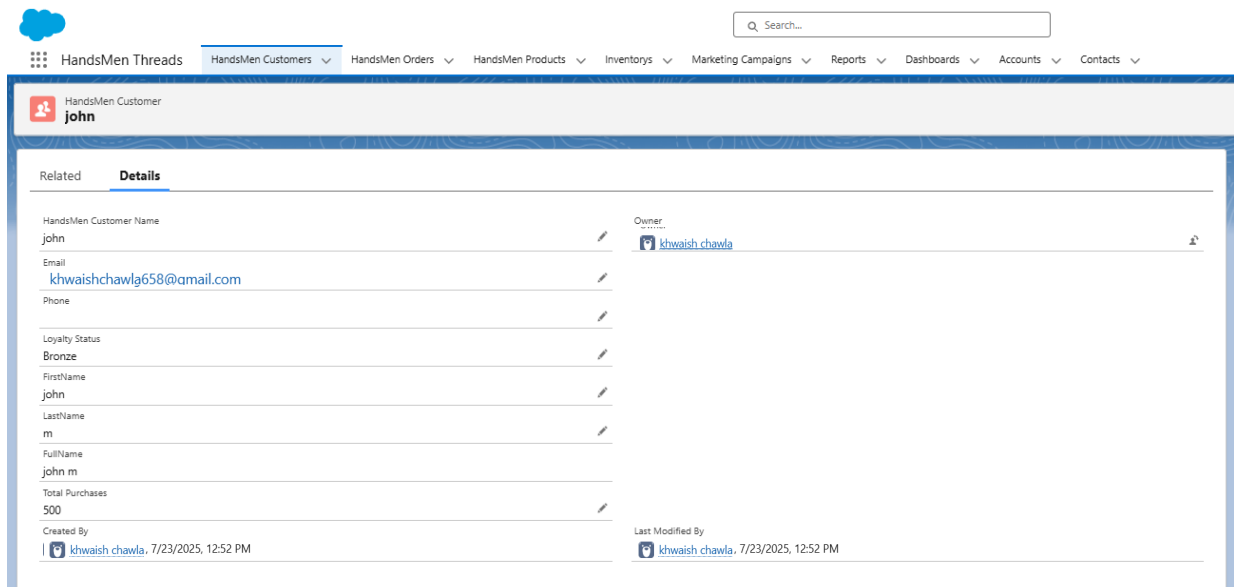 Search...
HandsMen Threads HandsMen Customers HandsMen Orders HandsMen Products Inventorys Marketing Campaigns Reports Dashboards Accounts Contacts
HandsMen Customer
john
Related Details
HandsMen Customer Name
john
Email
khwaishchawla658@gmail.com
Phone
Loyalty Status
Bronze
FirstName
john
LastName
m
FullName
john m
Total Purchases
500
Created By
khwaish chawla, 7/23/2025, 12:52 PM
Owner
khwaish chawla
Last Modified By
khwaish chawla, 7/23/2025, 12:52 PM